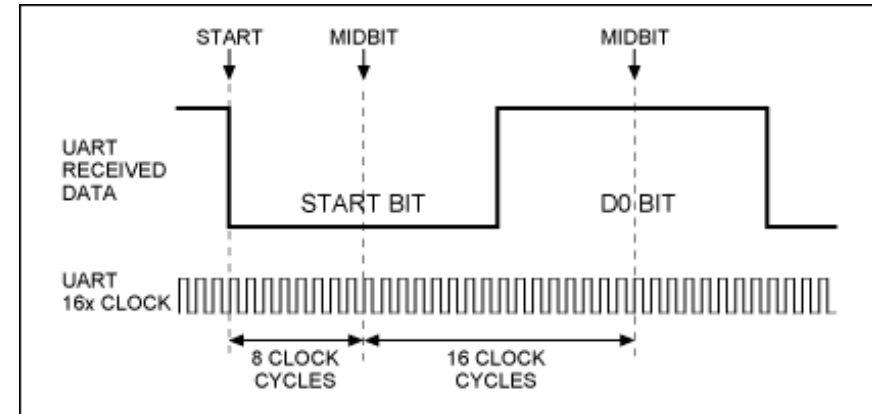 START MIDBIT MIDBIT
UART
RECEIVED
DATA
START BIT D0 BIT
UART
16x CLOCK
8 CLOCK
CYCLES
16 CLOCK
CYCLES